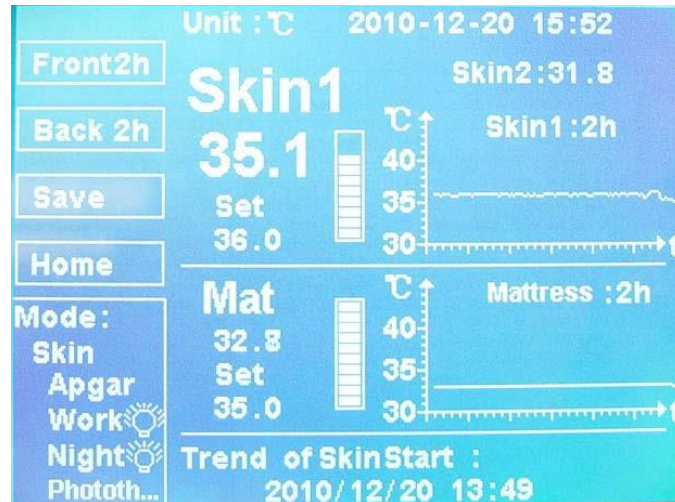 Unit : ℃ 2010-12-20 15:52
Front2h
Back 2h
Save
Home
Mode:
Skin
Apgar
Work
Night
Phototh...
Skin1
35.1
Set
36.0
Skin2:31.8
Skin1:2h
℃
40
35
30
Mat
32.8
Set
35.0
Mattress :2h
℃
40
35
30
Trend of SkinStart :
2010/12/20 13:49